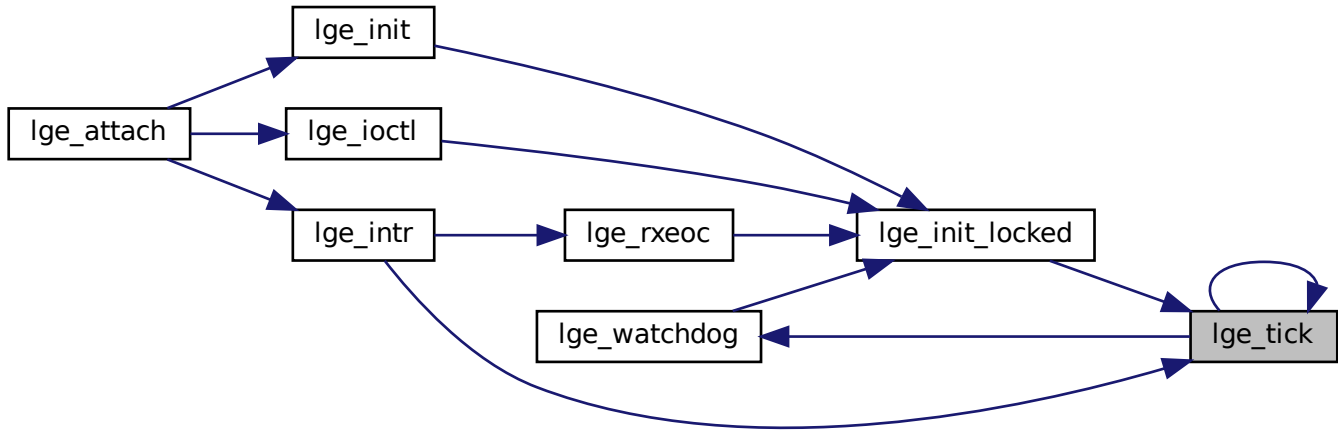 lge_init
lge_attach
lge_ioctl
lge_intr
lge_rxeoc
lge_init_locked
lge_watchdog
lge_tick